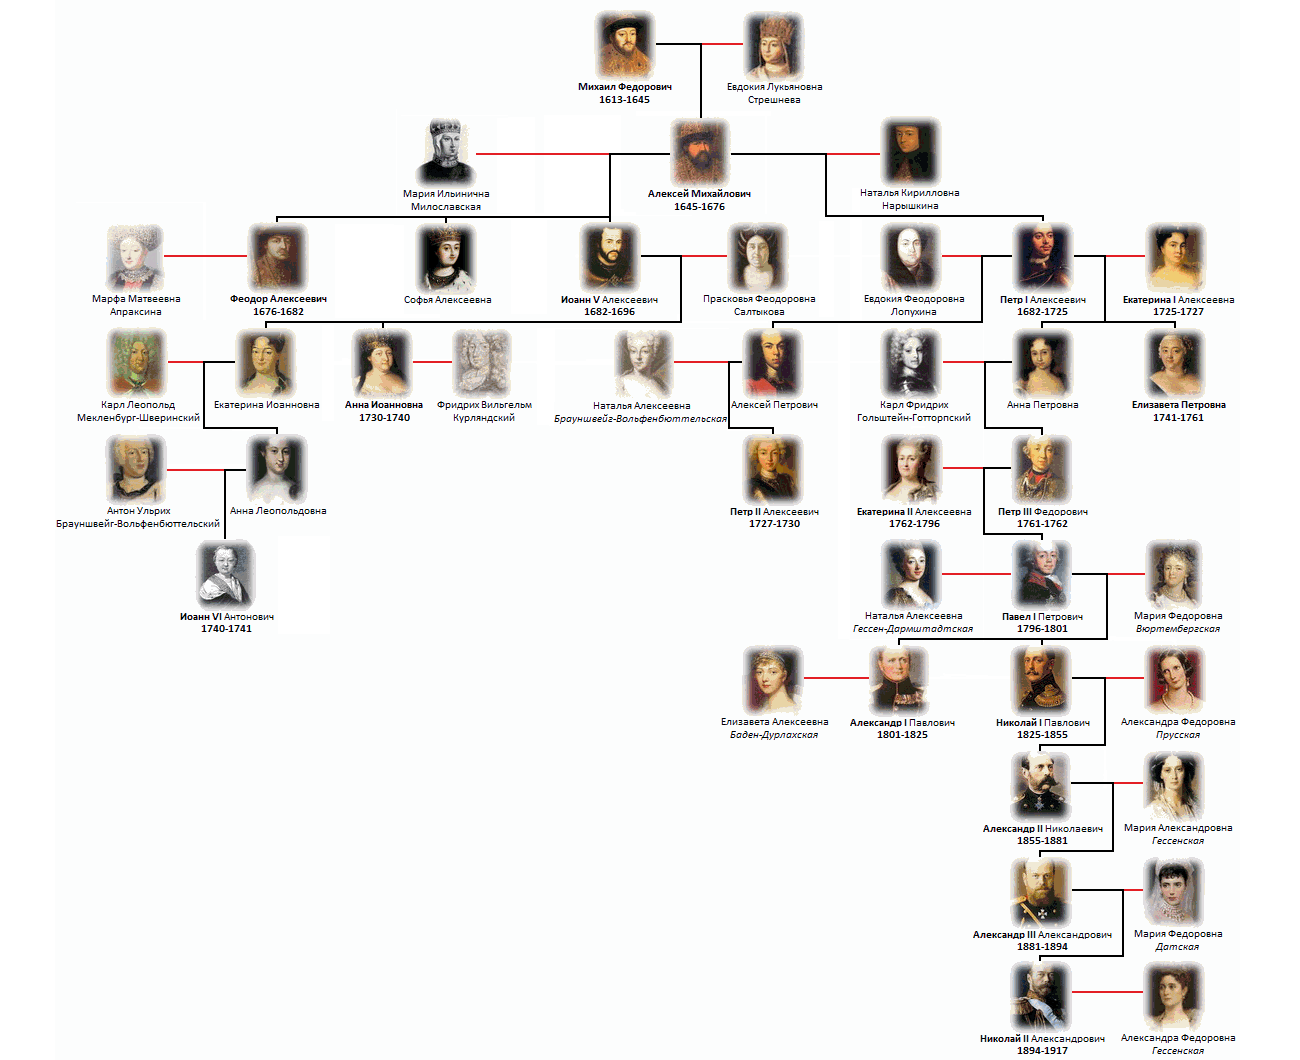 Михаил Федорович
1613-1645
Евдокия Лукьяновна
Стрешнева
Мария Ильинична
Милославская
Алексей Михайлович
1645-1676
Наталья Кирилловна
Нарышкина
Марфа Матвеевна
Апраксина
Феодор Алексеевич
1676-1682
Софья Алексеевна
Иоанн V Алексеевич
1682-1696
Прасковья Феодоровна
Салтыкова
Евдокия Феодоровна
Лопухина
Петр I Алексеевич
1682-1725
Екатерина I Алексеевна
1725-1727
Карл Леопольд
Мекленбург-Шверинский
Екатерина Иоанновна
Анна Иоанновна
1730-1740
Фридрих Вильгельм
Курляндский
Наталья Алексеевна
Брауншвейг-Вольфенбюттельская
Алексей Петрович
Карл Фридрих
Гольштейн-Готторпский
Анна Петровна
Елизавета Петровна
1741-1761
Антон Ульрих
Брауншвейг-Вольфенбюттельский
Анна Леопольдовна
Петр II Алексеевич
1727-1730
Екатерина II Алексеевна
1762-1796
Петр III Федорович
1761-1762
Иоанн VI Антонович
1740-1741
Наталья Алексеевна
Гессен-Дармштадтская
Павел I Петрович
1796-1801
Мария Федоровна
Вюртембергская
Елизавета Алексеевна
Баден-Дурлахская
Александр I Павлович
1801-1825
Николай I Павлович
1825-1855
Александра Федоровна
Прусская
Александр II Николаевич
1855-1881
Мария Александровна
Гессенская
Александр III Александрович
1881-1894
Мария Федоровна
Датская
Николай II Александрович
1894-1917
Александра Федоровна
Гессенская